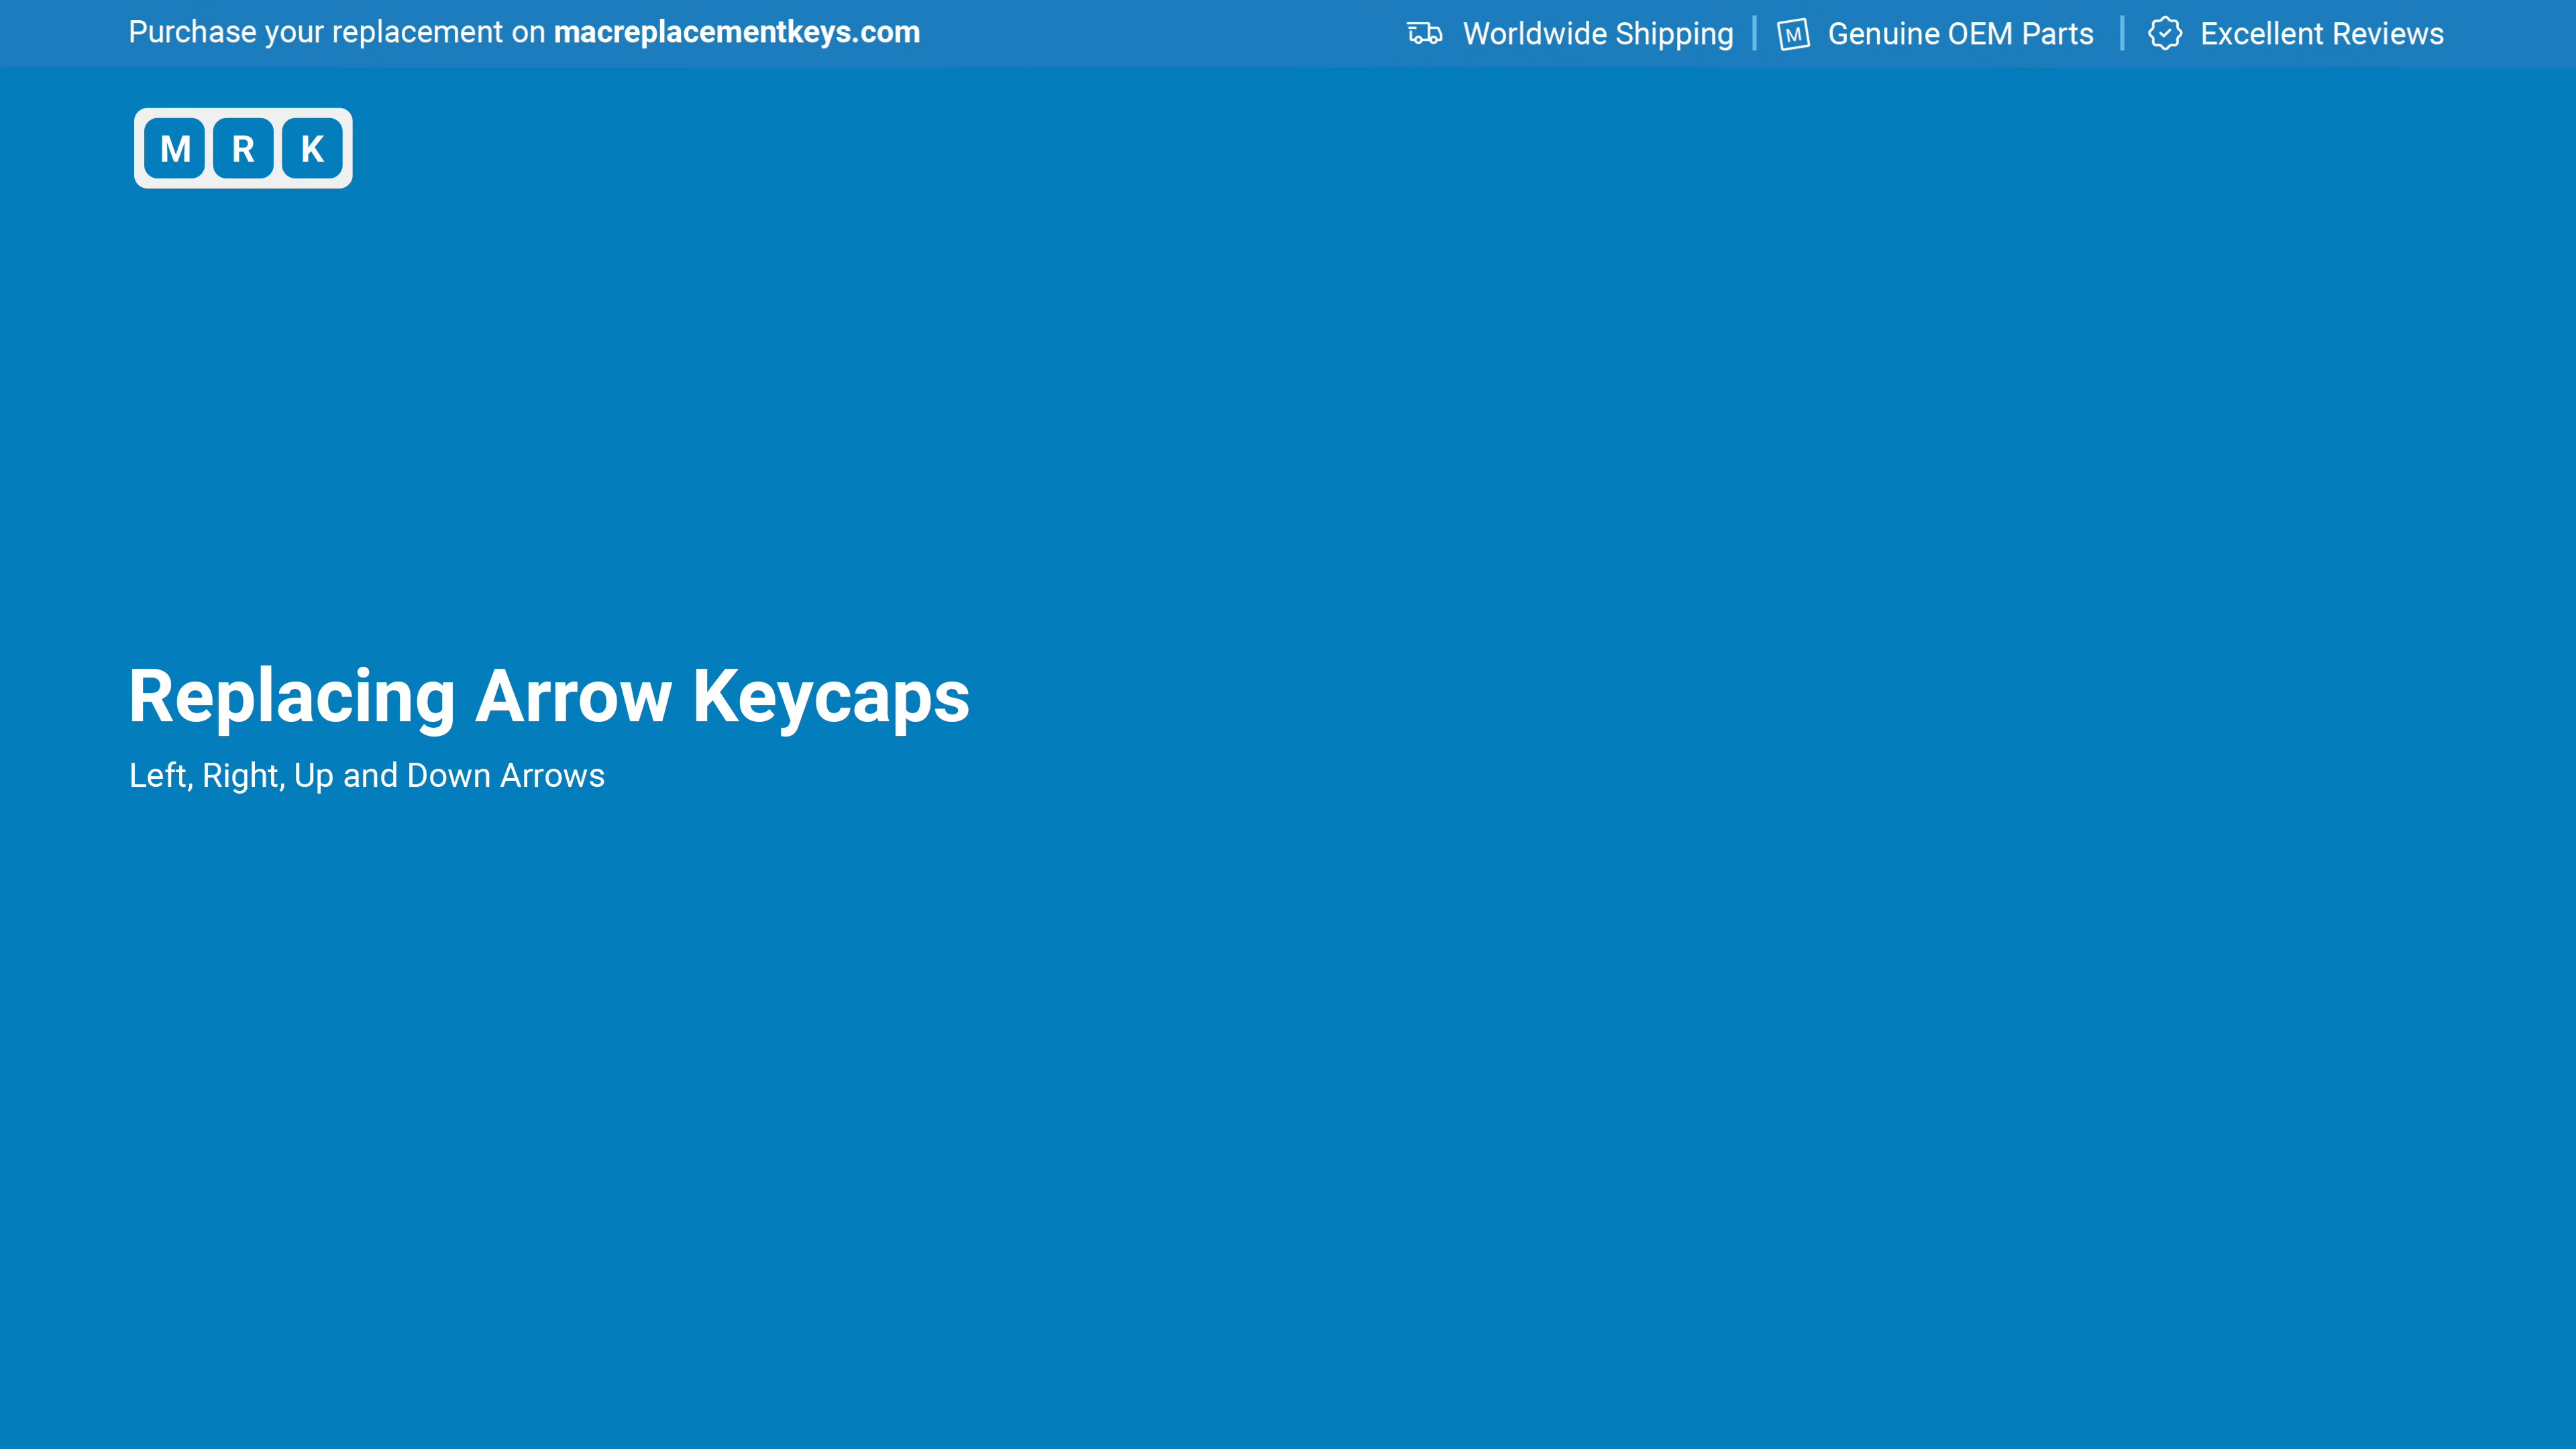 Purchase your replacement on macreplacementkeys.com
Worldwide Shipping
M
Genuine OEM Parts
Excellent Reviews
M R K
Replacing Arrow Keycaps
Left, Right, Up and Down Arrows